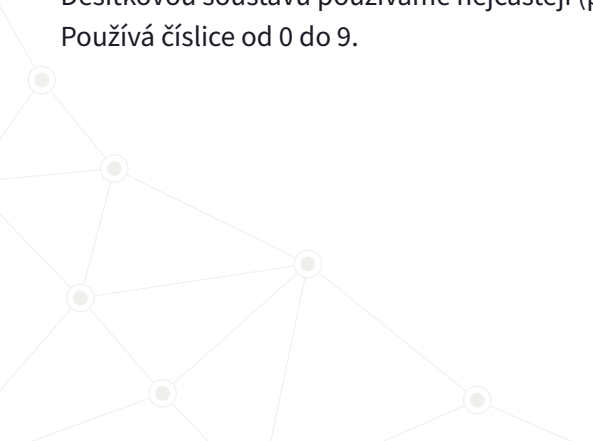 Desítkovou soustavu používáme nejčastěji (p
Používá číslice od 0 do 9.